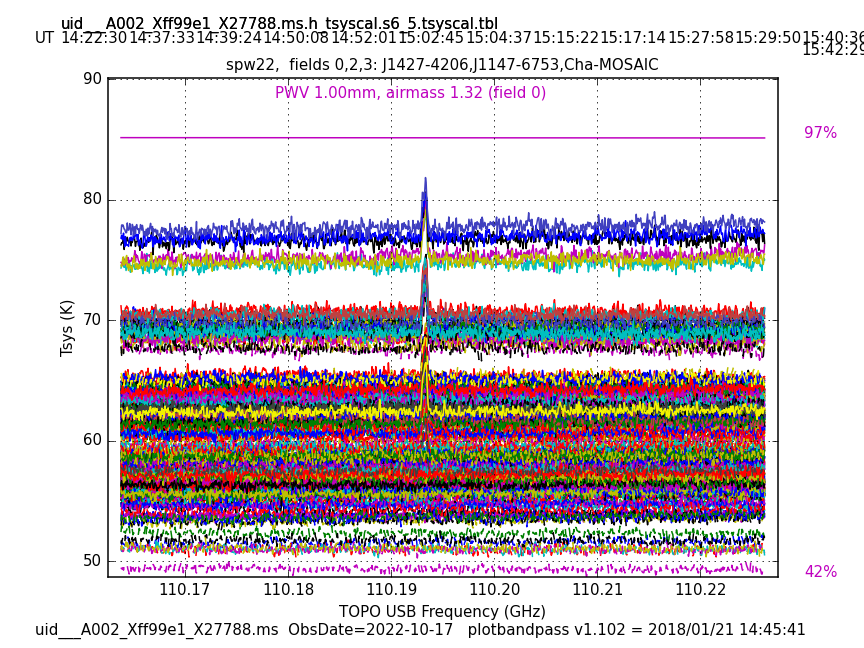 uid___A002_Xff99e1_X27788.ms.h_tsyscal.s6_5.tsyscal.tbl
UT 14:22:30 14:37:33 14:39:24 14:50:08 14:52:01 15:02:45 15:04:37 15:15:22 15:17:14 15:27:58 15:29:50 15:40:36
15:42:29
spw22, fields 0,2,3: J1427-4206,J1147-6753,Cha-MOSAIC
PWV 1.00mm, airmass 1.32 (field 0)
90
97%
80
70
Tsys (K)
60
50
42%
110.17 110.18 110.19 110.20 110.21 110.22
TOPO USB Frequency (GHz)
uid___A002_Xff99e1_X27788.ms ObsDate=2022-10-17 plotbandpass v1.102 = 2018/01/21 14:45:41